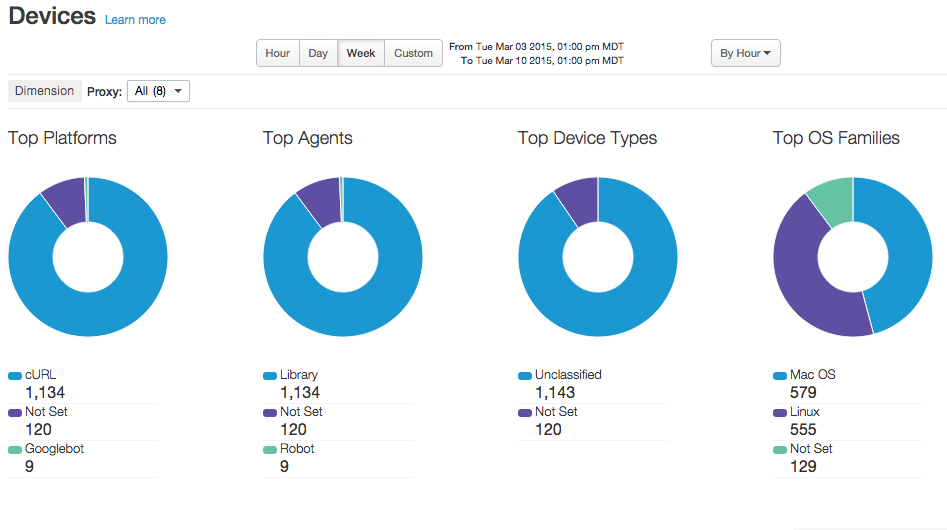 Devices Learn more
Hour Day Week Custom From Tue Mar 03 2015, 01:00 pm MDT By Hour
To Tue Mar 10 2015, 01:00 pm MDT
Dimension Proxy: All (8)
Top Platforms Top Agents Top Device Types Top OS Families
cURL Library Unclassified Mac OS
1,134 1,134 1,143 579
Not Set Not Set Not Set Linux
120 120 120 555
Googlebot Robot Not Set
9 9 129